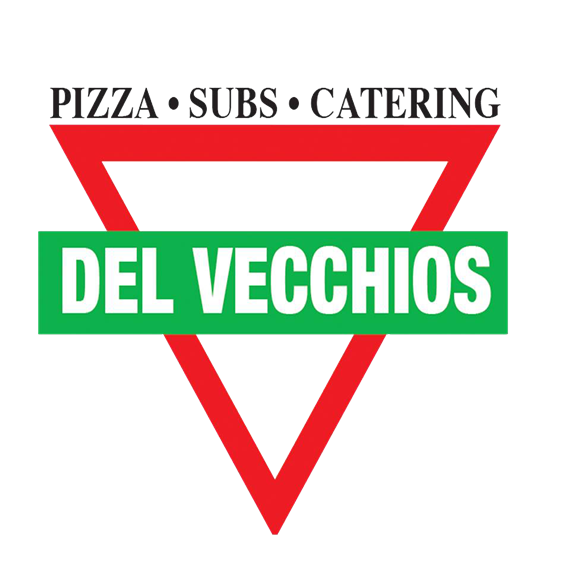 PIZZA • SUBS • CATERING
DEL VECCHIOS